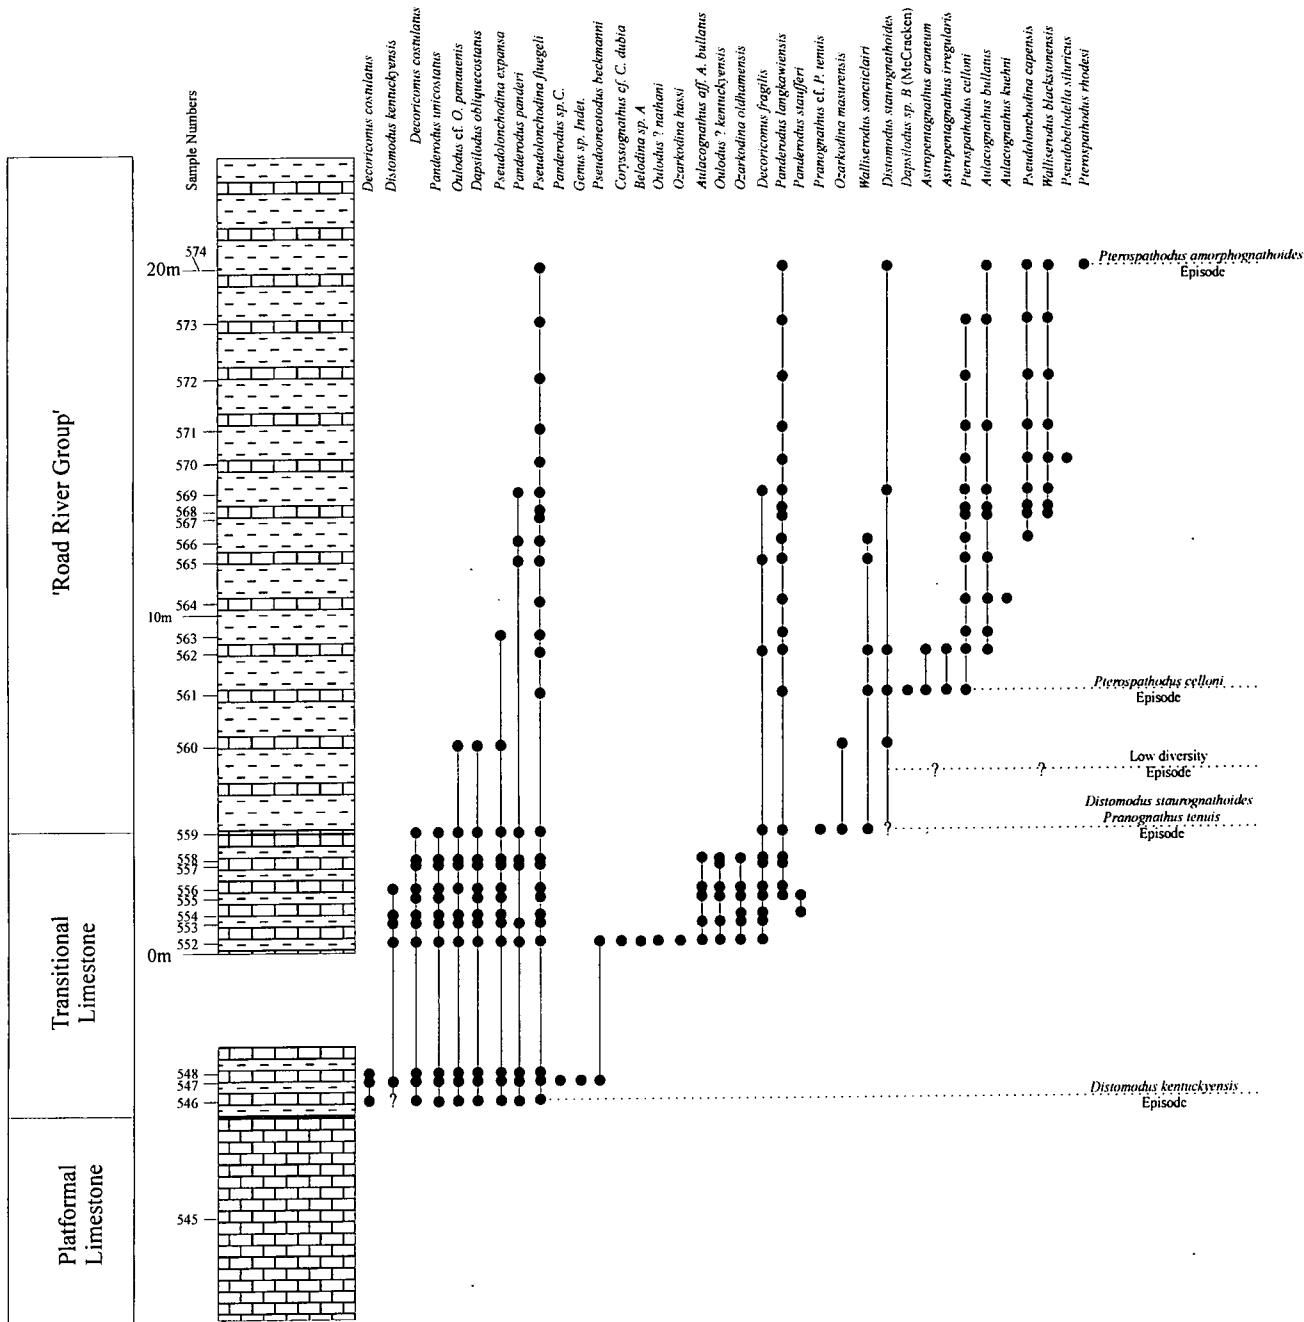 Sample Numbers
Decoriconus costulatus
Distomodus kentuckyensis
Decoriconus costulatus
Panderodus unicostatus
Oulodus cf. O. panauenis
Dapsilodus obliquecostatus
Pseudolonchodina expansa
Panderodus panderi
Pseudolonchodina fluegeli
Panderodus sp.C.
Genus sp. Indet.
Pseudooneotodus beckmanni
Coryssognathus cf. C. dubia
Belodina sp. A
Oulodus ? nathani
Ozarkodina hassi
Aulacognathus aff. A. bullatus
Oulodus ? kentuckyensis
Ozarkodina oldhamensis
Decoriconus fragilis
Panderodus langkawiensis
Panderodus staufferi
Pranognathus cf. P. tenuis
Ozarkodina masurensis
Walliserodus sancticlairi
Distomodus staurognathoides
Dapsilodus sp. B (McCracken)
Astropentagnathus araneum
Astropentagnathus irregularis
Pterospathodus celloni
Aulacognathus bullatus
Aulacognathus kuehni
Pseudolonchodina capensis
Walliserodus blackstonensis
Pseudobelodella siluricus
Pterospathodus rhodesi
574
20m
Pterospathodus amorphognathoides
Episode
573
572
571
570
569
568
567
566
565
564
10m
563
562
561
Pterospathodus celloni
Episode
560
Low diversity
? ?
Episode
Distomodus staurognathoides
Pranognathus tenuis
559
?
Episode
558
557
556
555
554
553
552
0m
548
547
546
?
Distomodus kentuckyensis
Episode
545
'Road River Group'
Transitional
Limestone
Platformal
Limestone